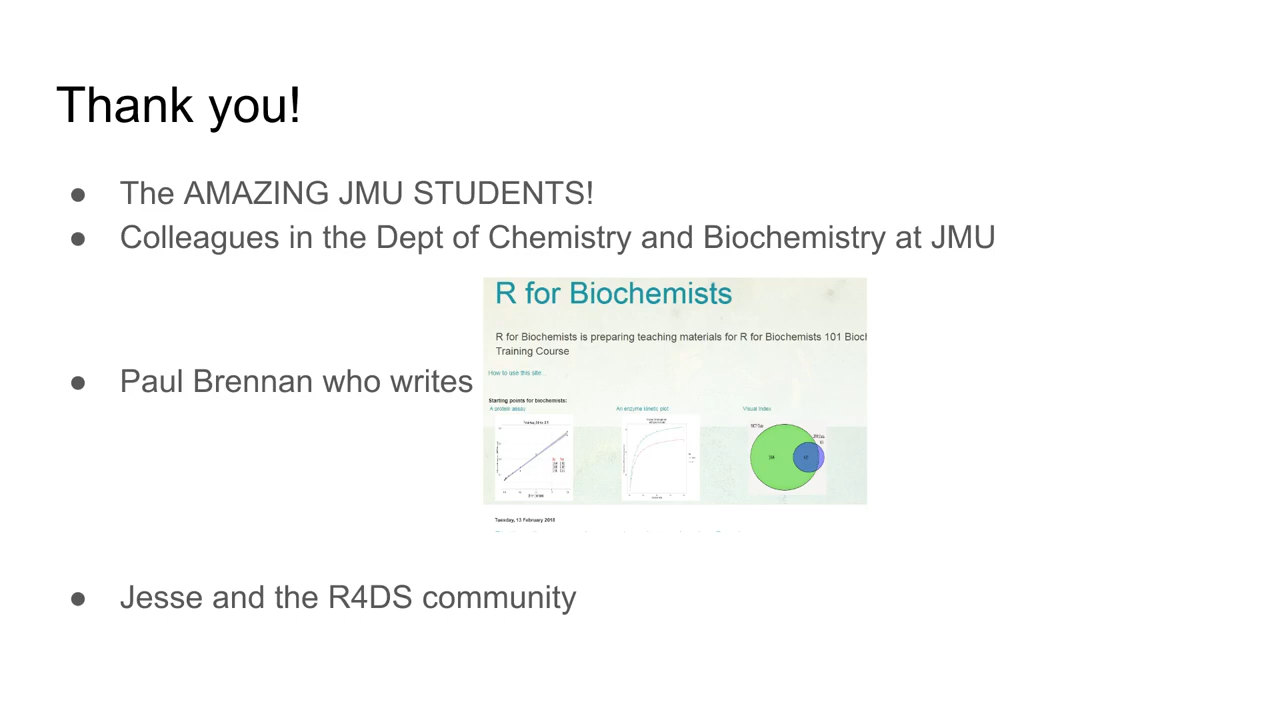 Thank you!
● The AMAZING JMU STUDENTS!
● Colleagues in the Dept of Chemistry and Biochemistry at JMU
● Paul Brennan who writes
R for Biochemists
R for Biochemists is preparing teaching materials for R for Biochemists 101 Bioch
Training Course
How to use this site...
Starting points for biochemists:
A protein assay
An enzyme kinetic plot
Visual Index
Tuesday, 13 February 2018
● Jesse and the R4DS community